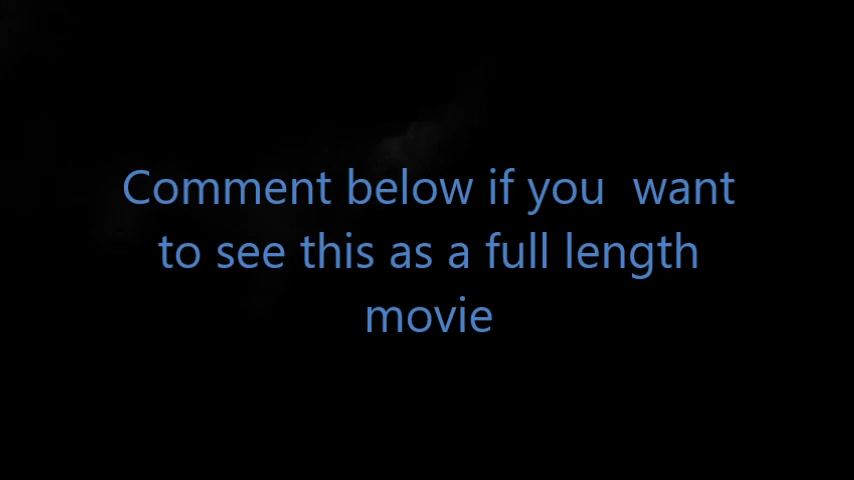 Comment below if you  want
to see this as a full length
movie